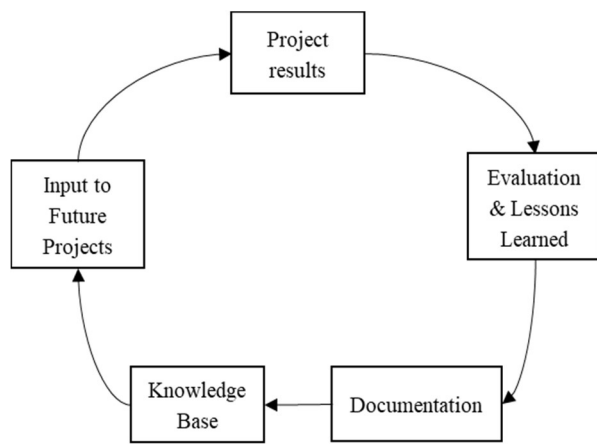 Project
results
Evaluation
& Lessons
Learned
Documentation
Knowledge
Base
Input to
Future
Projects